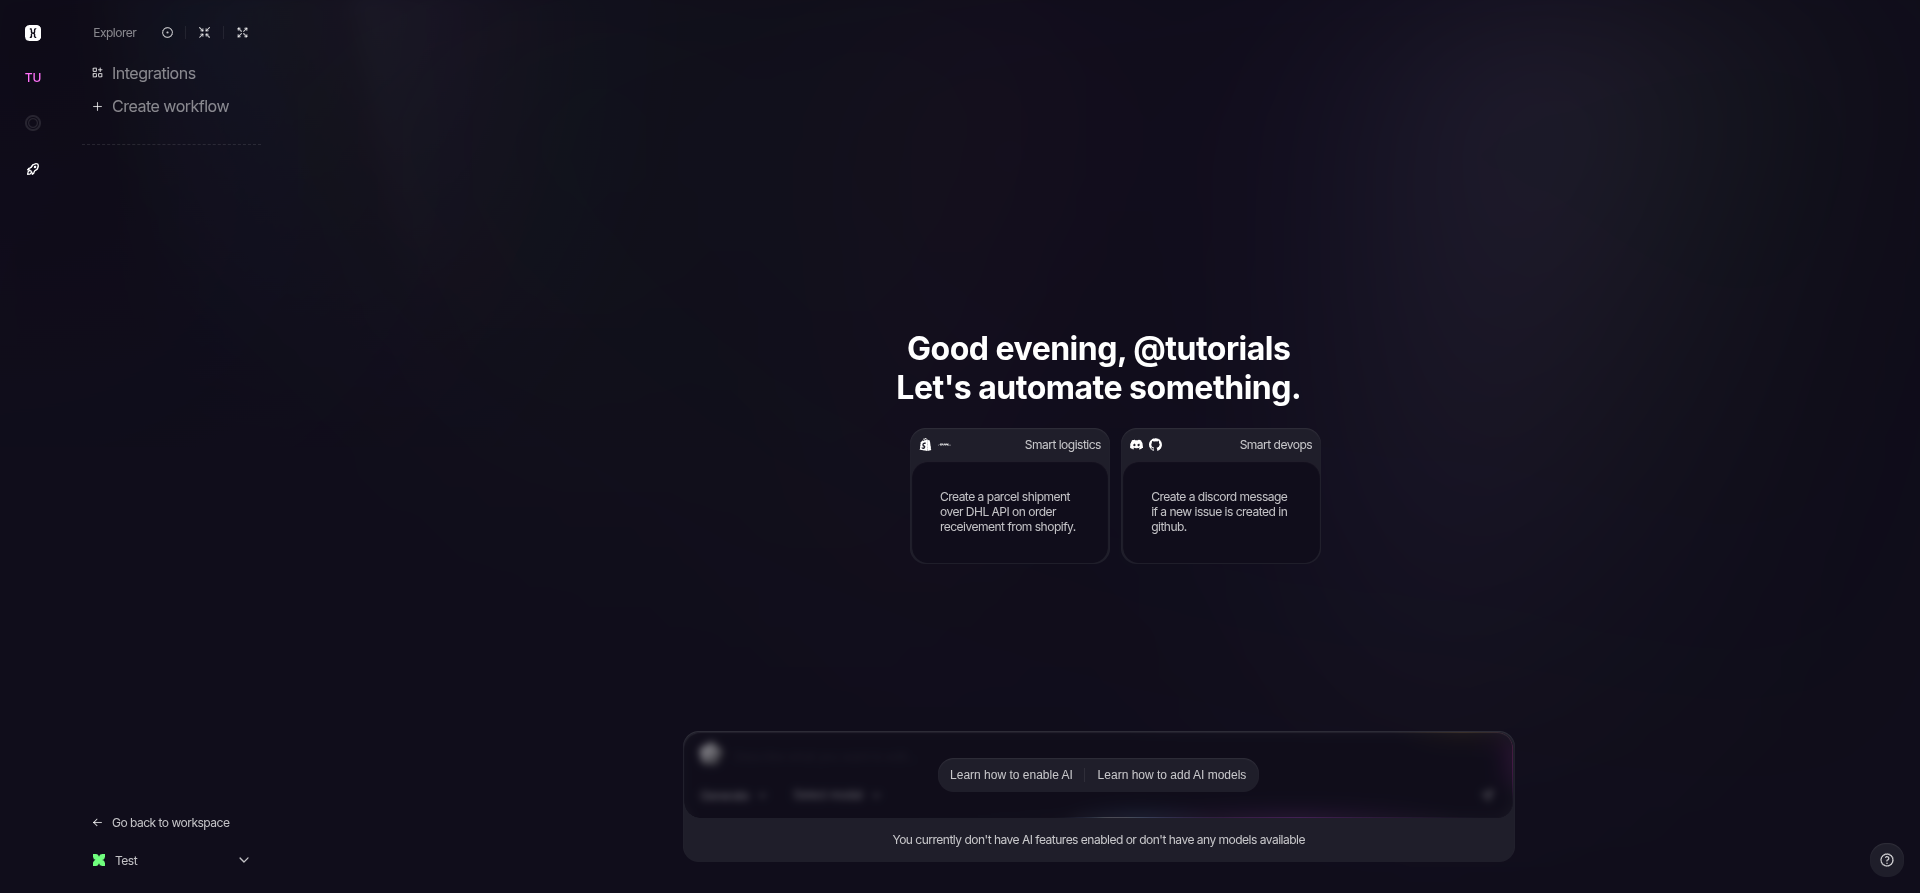 Explorer
TU
Integrations
Create workflow
Good evening, @tutorials
Let's automate something.
Smart logistics
Create a parcel shipment
over DHL API on order
receivement from shopify.
Smart devops
Create a discord message
if a new issue is created in
github.
Learn how to enable AI
Learn how to add AI models
You currently don't have AI features enabled or don't have any models available
Go back to workspace
Test